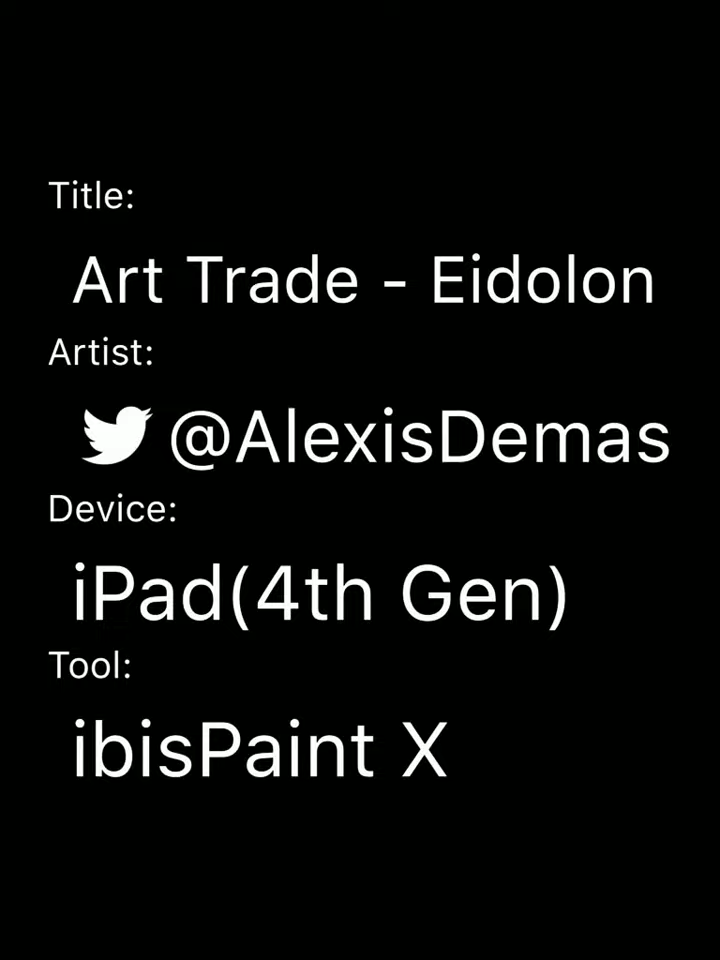 Title:
Art Trade - Eidolon
Artist:
@AlexisDemas
Device:
iPad(4th Gen)
Tool:
ibisPaint X